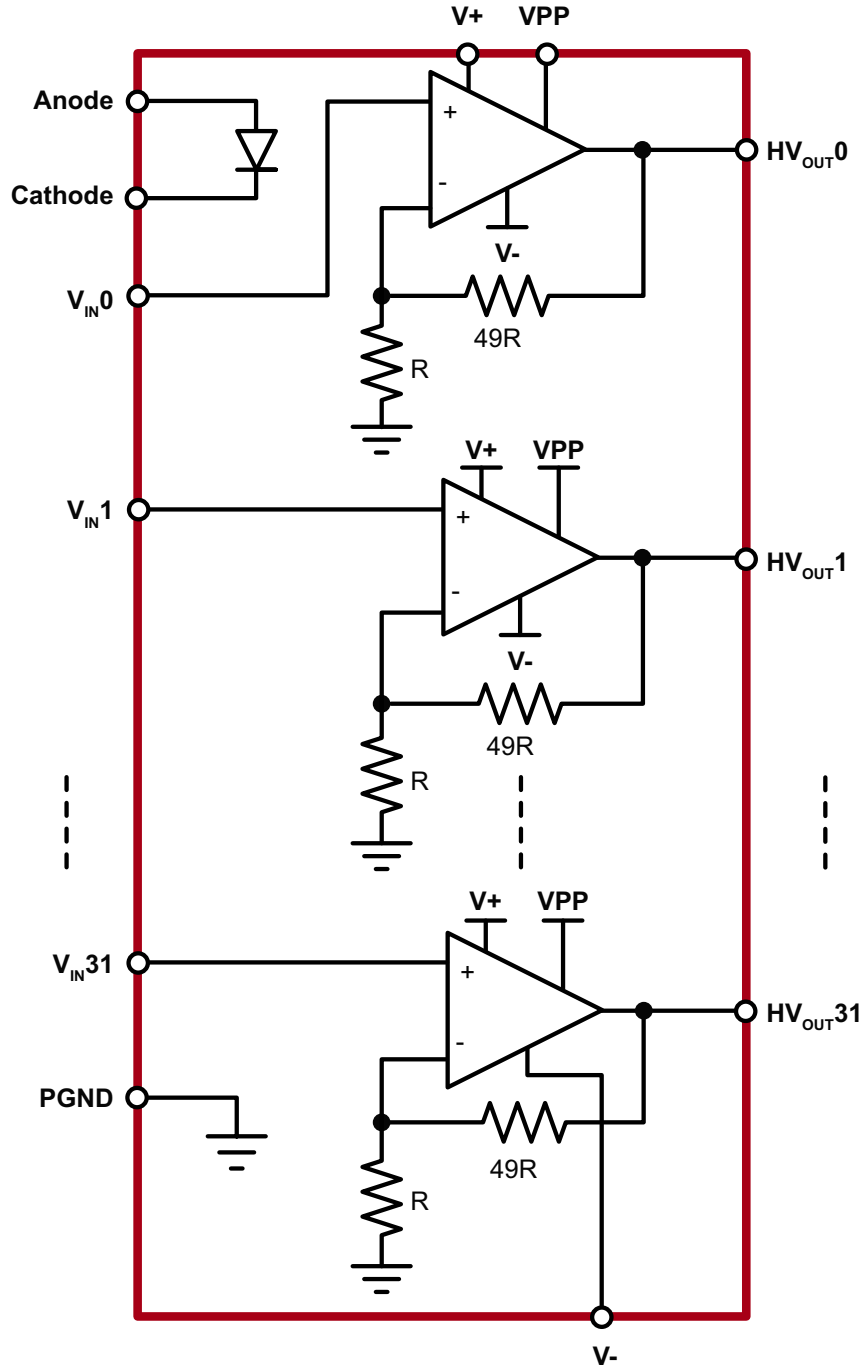 V+ VPP
Anode
+
HVOUT0
Cathode
-
V-
VIN0
49R
R
V+ VPP
VIN1
+
HVOUT1
-
V-
49R
R
V+ VPP
VIN31
+
HVOUT31
-
PGND
49R
R
V-